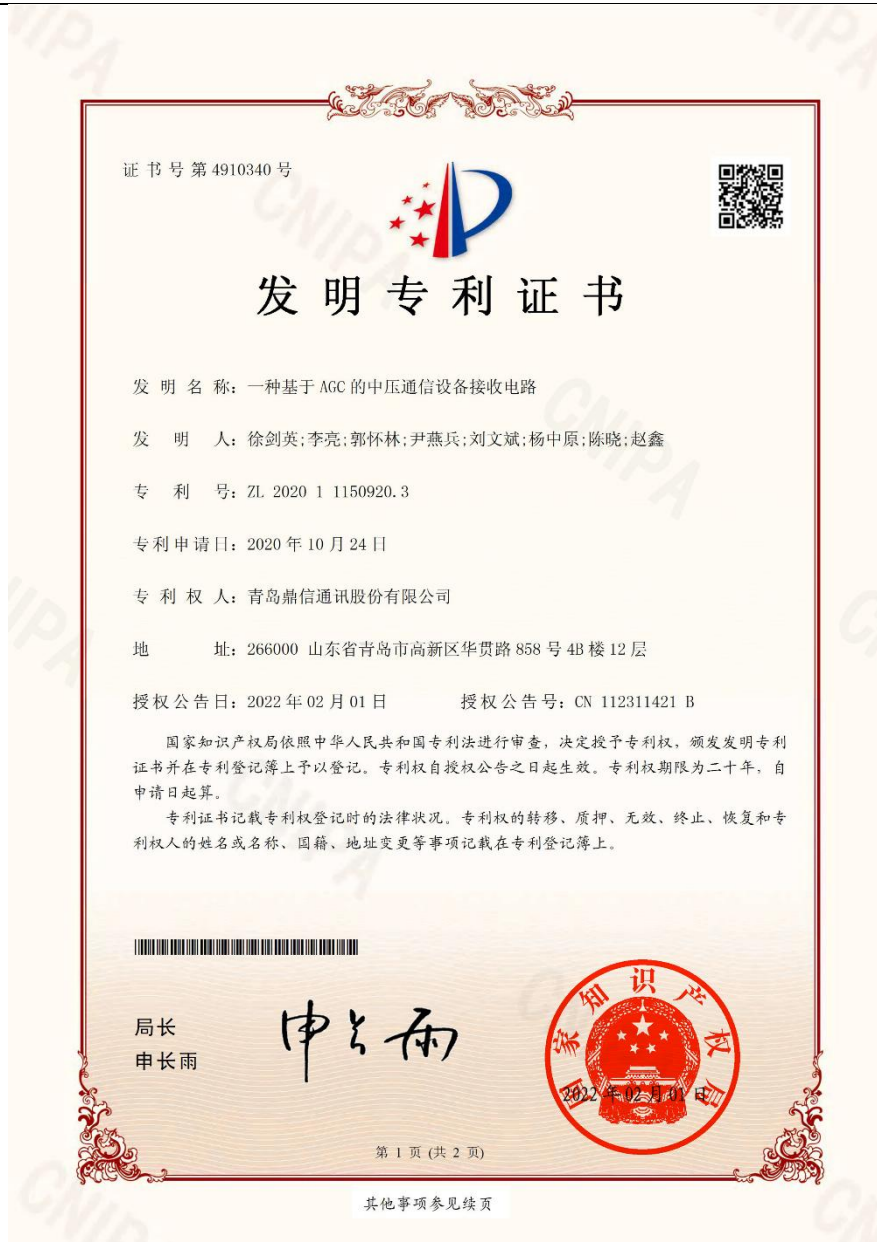 证书号第4910340号
发明专利证书
发明名称：一种基于AGC的中压通信设备接收电路
发明人：徐剑英;李亮;郭怀林;尹燕兵;刘文斌;杨中原;陈晓;赵鑫
专利号：ZL 2020 1 1150920.3
专利申请日：2020年10月24日
专利权人：青岛鼎信通讯股份有限公司
地址：266000 山东省青岛市高新区华贯路858号4B楼12层
授权公告日：2022年02月01日 授权公告号：CN 112311421 B
国家知识产权局依照中华人民共和国专利法进行审查，决定授予专利权，颁发发明专利
证书并在专利登记簿上予以登记。专利权自授权公告之日起生效。专利权期限为二十年，自
申请日起算。
专利证书记载专利权登记时的法律状况。专利权的转移、质押、无效、终止、恢复和专
利权人的姓名或名称、国籍、地址变更等事项记载在专利登记簿上。
局长
申长雨
申长雨
国家知识产权局
2022年02月01日
第 1 页 (共 2 页)
其他事项参见续页
CNIPA